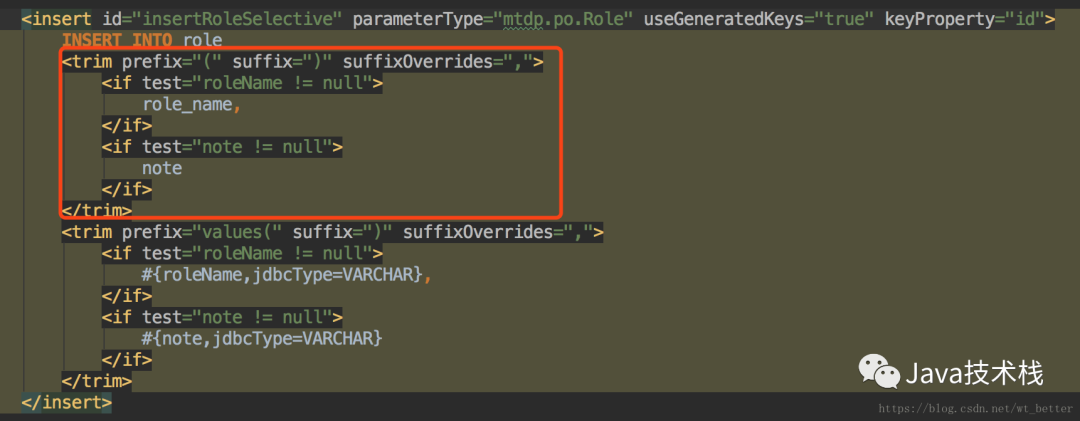 <insert id="insertRoleSelective" parameterType="mtdp.po.Role" useGeneratedKeys="true" keyProperty="id">
    INSERT INTO role
    <trim prefix="(" suffix=")" suffixOverrides=",">
        <if test="roleName != null">
            role_name,
        </if>
        <if test="note != null">
            note
        </if>
    </trim>
    <trim prefix="values(" suffix=")" suffixOverrides=",">
        <if test="roleName != null">
            #{roleName,jdbcType=VARCHAR},
        </if>
        <if test="note != null">
            #{note,jdbcType=VARCHAR}
        </if>
    </trim>
</insert>
Java技术栈
https://blog.csdn.net/wt_better